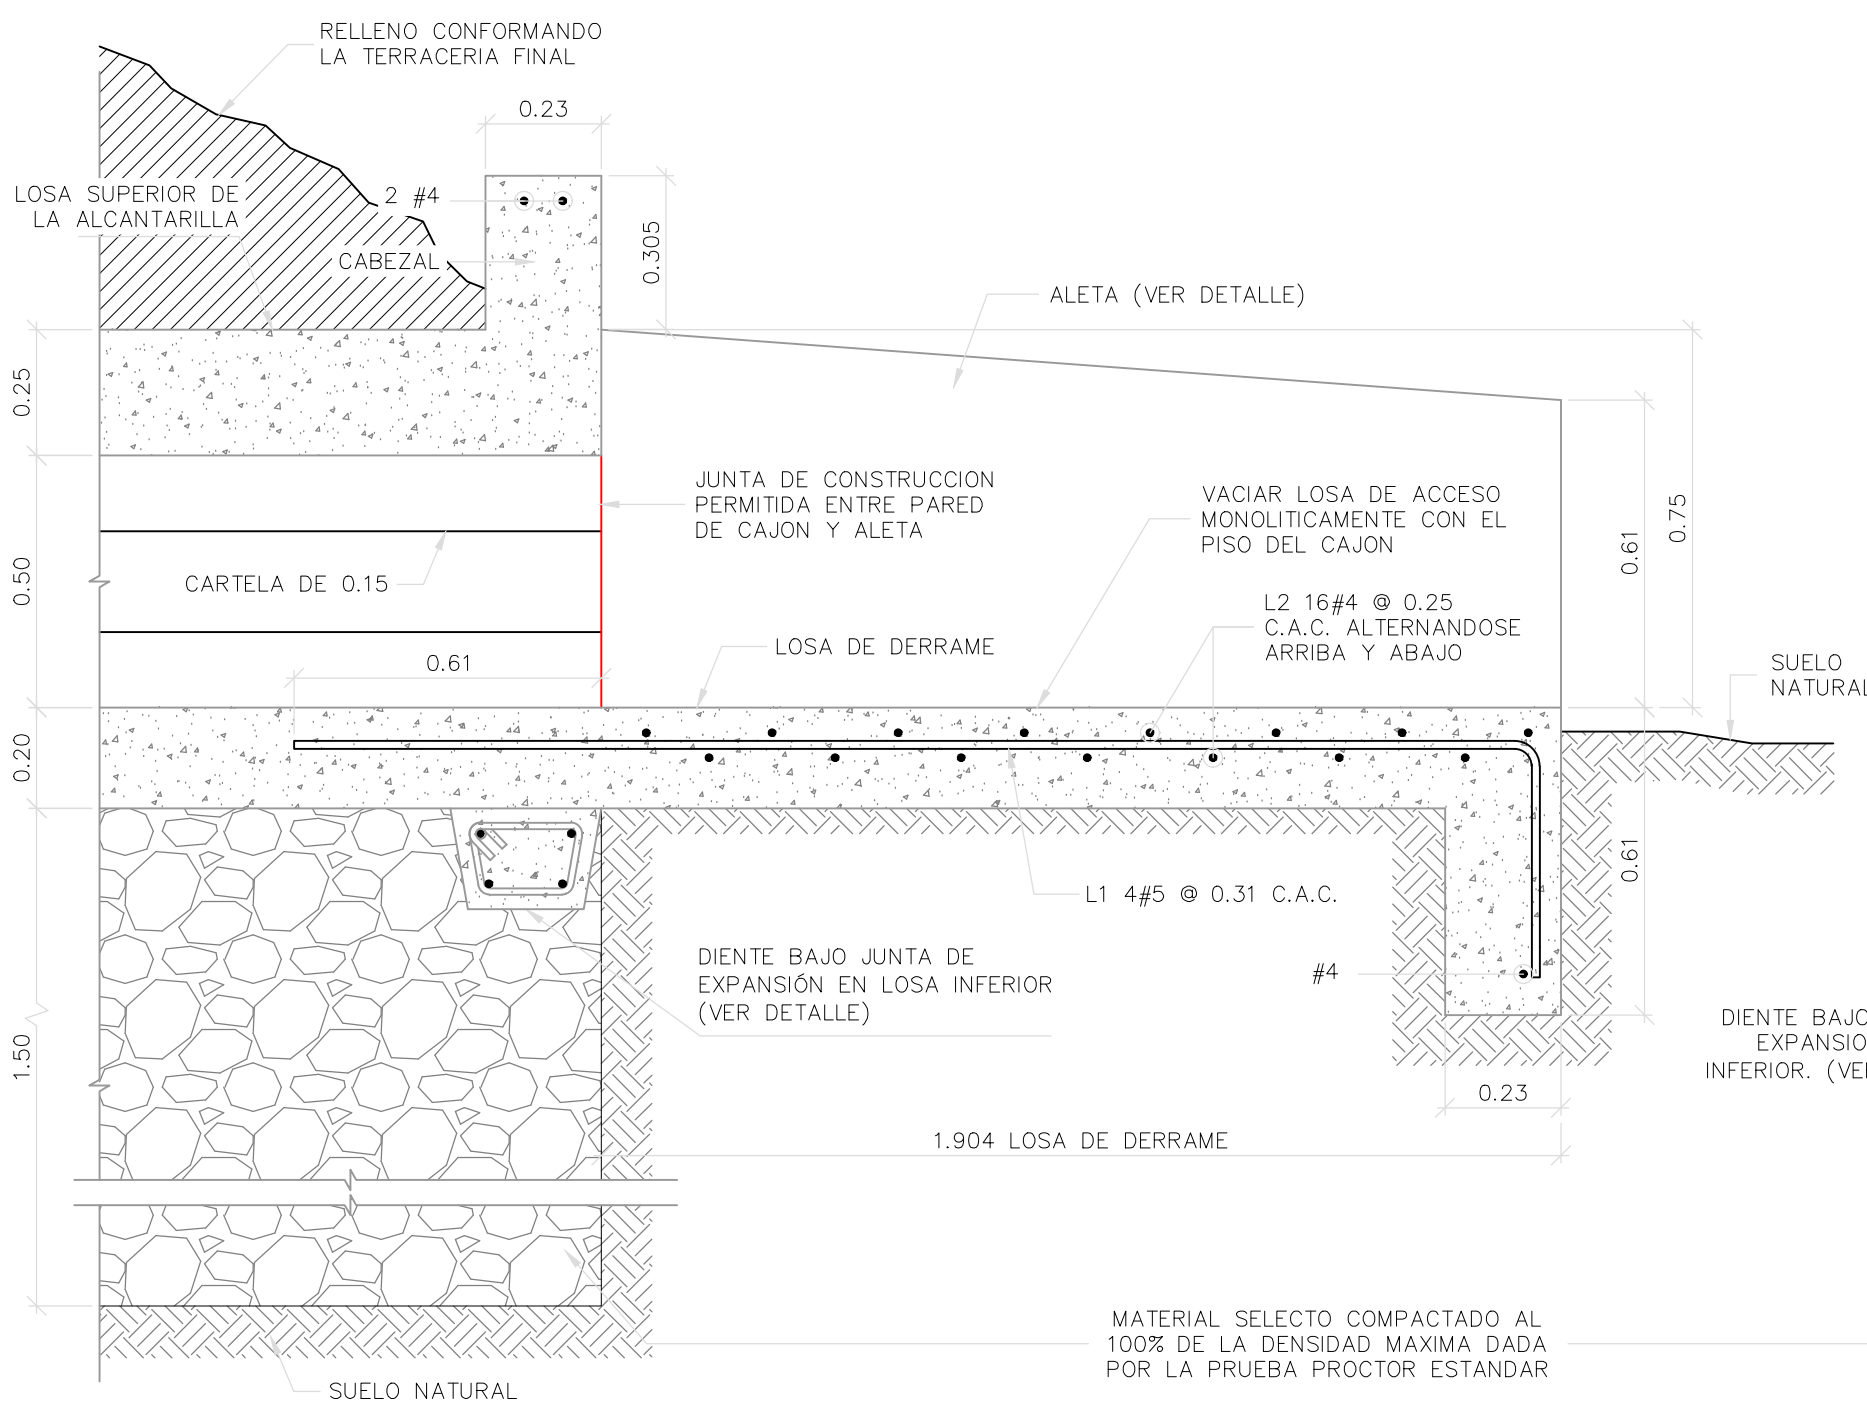 RELLENO CONFORMANDO
LA TERRACERIA FINAL
0.23
LOSA SUPERIOR DE
LA ALCANTARILLA
2 #4
CABEZAL
0.305
ALETA (VER DETALLE)
0.25
JUNTA DE CONSTRUCCION
PERMITIDA ENTRE PARED
DE CAJON Y ALETA
VACIAR LOSA DE ACCESO
MONOLITICAMENTE CON EL
PISO DEL CAJON
0.75
0.61
0.50
CARTELA DE 0.15
L2 16#4 @ 0.25
C.A.C. ALTERNANDOSE
ARRIBA Y ABAJO
0.61
LOSA DE DERRAME
SUELO
NATURAL
0.20
0.61
L1 4#5 @ 0.31 C.A.C.
DIENTE BAJO JUNTA DE
EXPANSIÓN EN LOSA INFERIOR
(VER DETALLE)
#4
1.50
DIENTE BAJO
EXPANSIO
INFERIOR. (VE
0.23
1.904 LOSA DE DERRAME
MATERIAL SELECTO COMPACTADO AL
100% DE LA DENSIDAD MAXIMA DADA
POR LA PRUEBA PROCTOR ESTANDAR
SUELO NATURAL